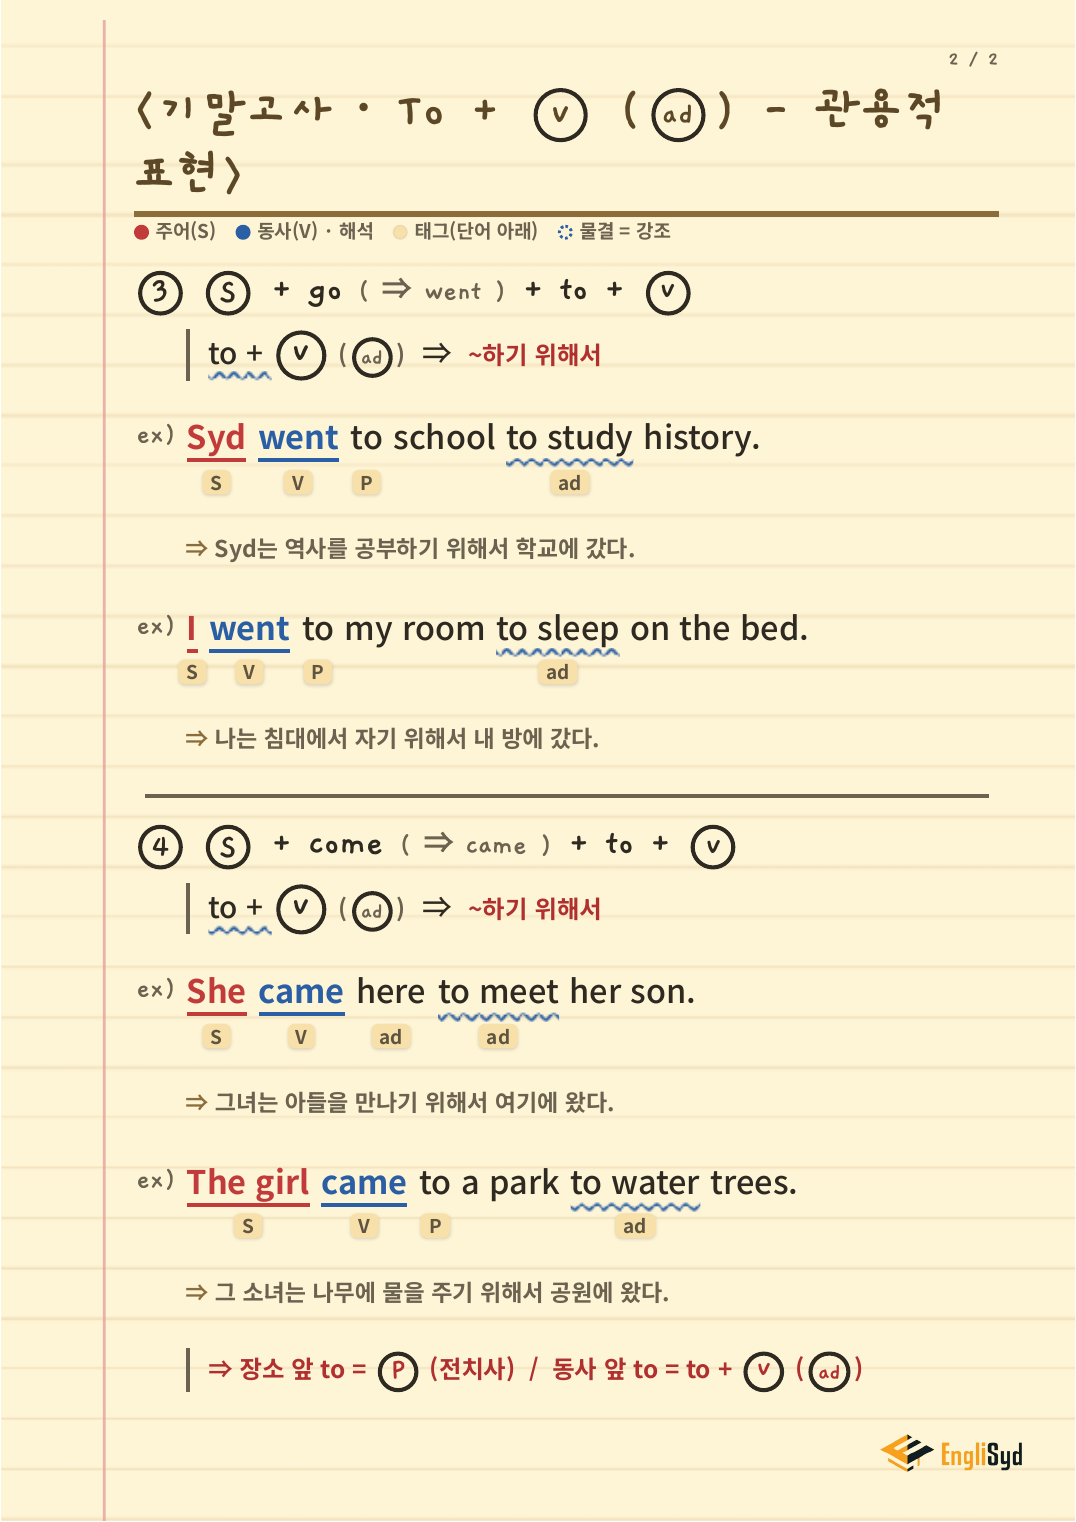 2 / 2
<기말고사 · To + ⓥ (ad) - 관용적
표현>
주어(S) 동사(V) · 해석 태그(단어 아래) 물결 = 강조
③ Ⓢ + go ( ⇒ went ) + to + ⓥ
to + ⓥ (ad) ⇒ ~하기 위해서
ex) Syd went to school to study history.
S V P ad
⇒ Syd는 역사를 공부하기 위해서 학교에 갔다.
ex) I went to my room to sleep on the bed.
S V P ad
⇒ 나는 침대에서 자기 위해서 내 방에 갔다.
④ Ⓢ + come ( ⇒ came ) + to + ⓥ
to + ⓥ (ad) ⇒ ~하기 위해서
ex) She came here to meet her son.
S V ad ad
⇒ 그녀는 아들을 만나기 위해서 여기에 왔다.
ex) The girl came to a park to water trees.
S V P ad
⇒ 그 소녀는 나무에 물을 주기 위해서 공원에 왔다.
⇒ 장소 앞 to = Ⓟ (전치사) / 동사 앞 to = to + ⓥ (ad)
EngliSyd